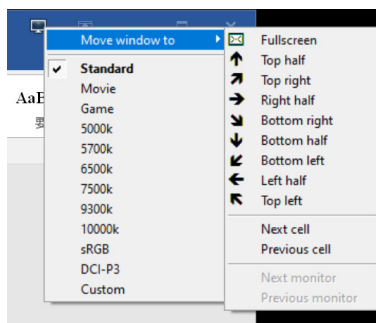 Move window to
Standard
Movie
Game
5000k
5700k
6500k
7500k
9300k
10000k
sRGB
DCI-P3
Custom
Fullscreen
Top half
Top right
Right half
Bottom right
Bottom half
Bottom left
Left half
Top left
Next cell
Previous cell
Next monitor
Previous monitor
AaB
要